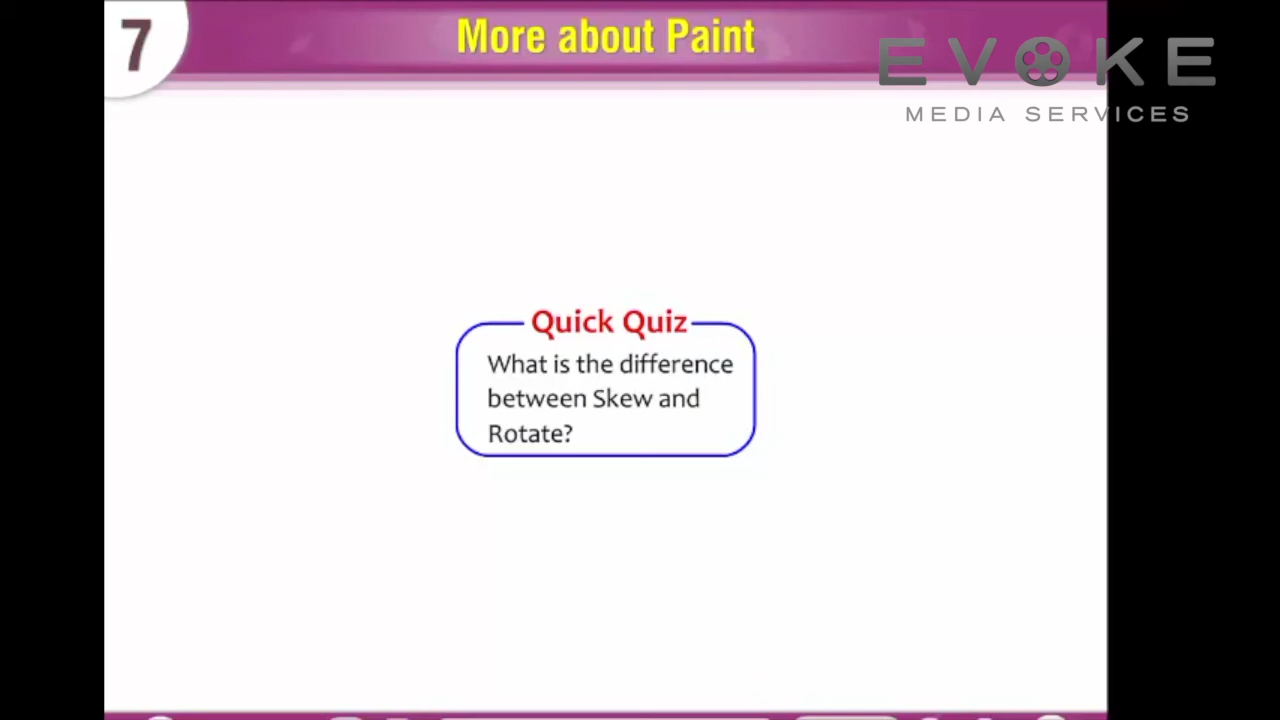 7
More about Paint
EVOKE
MEDIA SERVICES
Quick Quiz
What is the difference
between Skew and
Rotate?